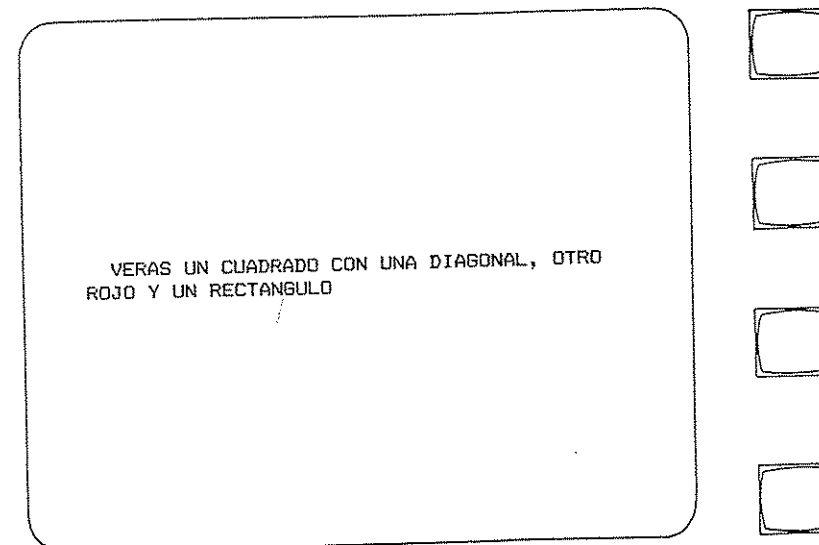 VERAS UN CUADRADO CON UNA DIAGONAL, OTRO
ROJO Y UN RECTANGULO